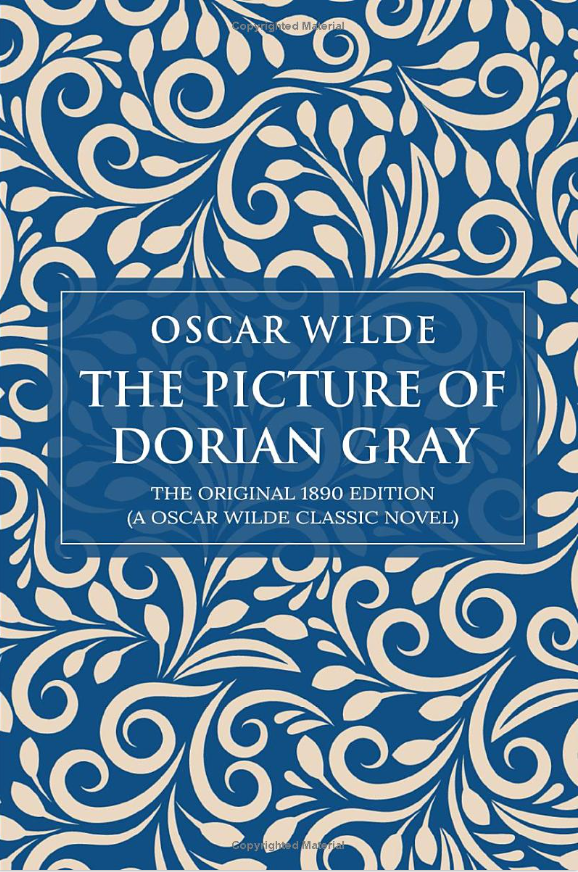 Copyrighted Material
OSCAR WILDE
THE PICTURE OF
DORIAN GRAY
THE ORIGINAL 1890 EDITION
(A OSCAR WILDE CLASSIC NOVEL)
Copyrighted Material